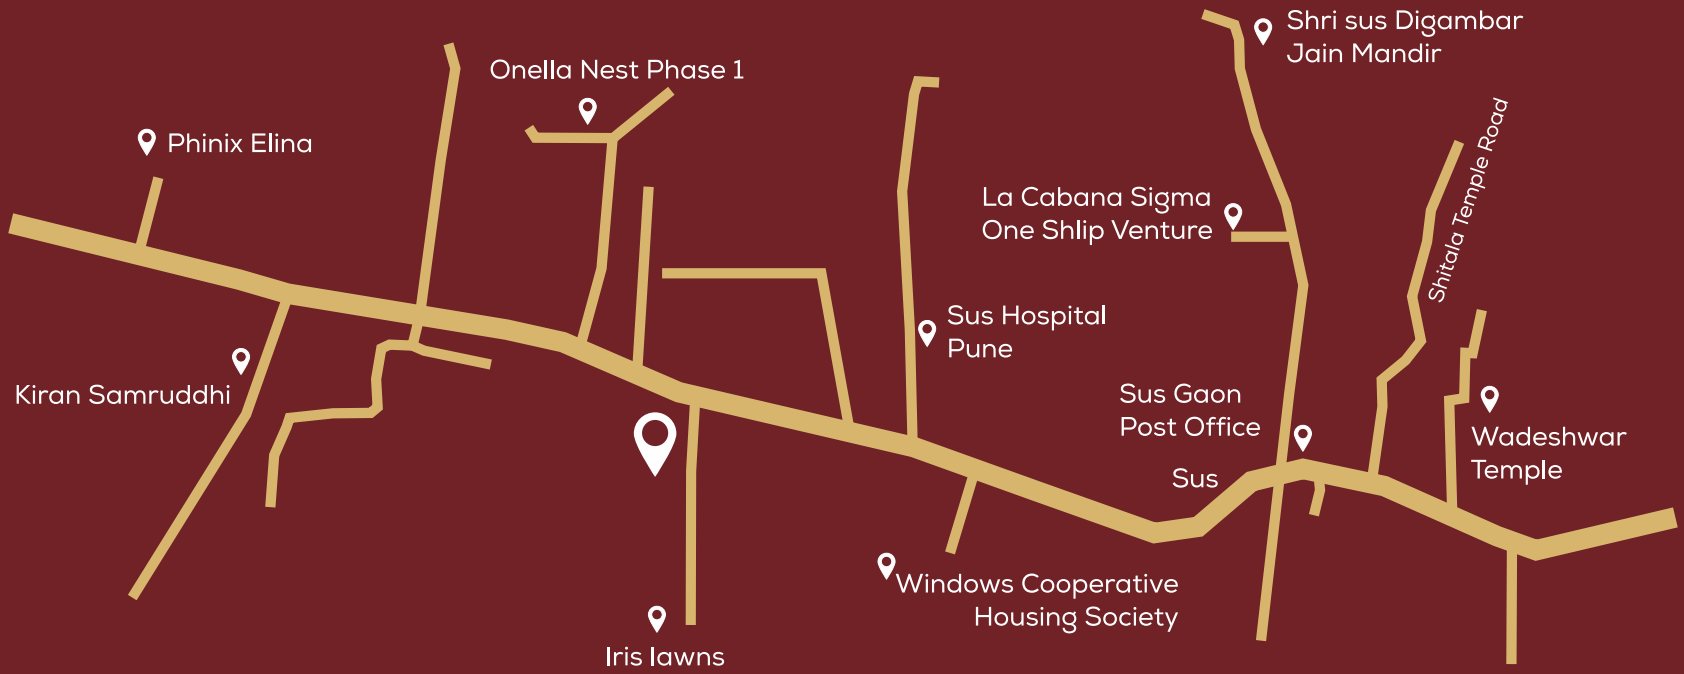 Shri sus Digambar
Jain Mandir
Onella Nest Phase 1
Phinix Elina
Shitala Temple Road
La Cabana Sigma
One Shlip Venture
Sus Hospital
Pune
Kiran Samruddhi
Sus Gaon
Post Office
Wadeshwar
Temple
Sus
Windows Cooperative
Housing Society
Iris lawns